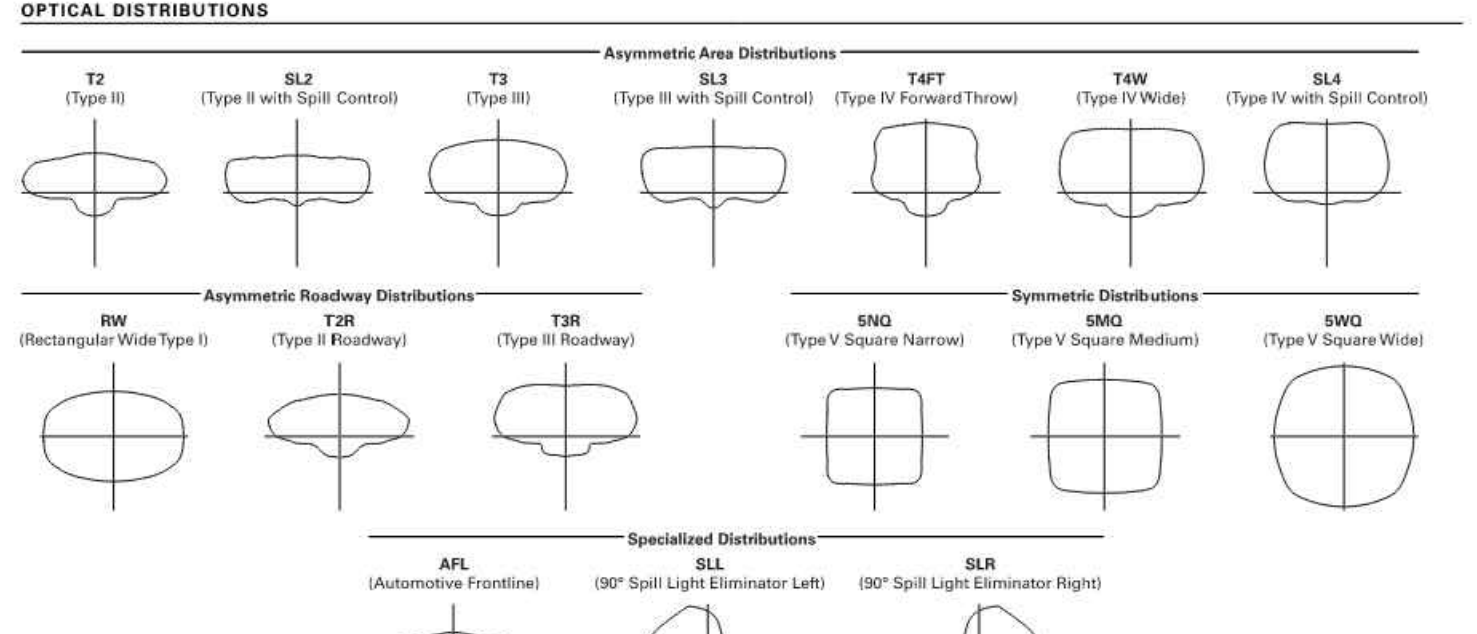 OPTICAL DISTRIBUTIONS
Asymmetric Area Distributions
T2 SL2 T3 SL3 T4FT T4W SL4
(Type II) (Type II with Spill Control) (Type III) (Type III with Spill Control) (Type IV Forward Throw) (Type IV Wide) (Type IV with Spill Control)
Asymmetric Roadway Distributions Symmetric Distributions
RW T2R T3R 5NQ 5MQ 5WQ
(Rectangular Wide Type I) (Type II Roadway) (Type III Roadway) (Type V Square Narrow) (Type V Square Medium) (Type V Square Wide)
Specialized Distributions
AFL SLL SLR
(Automotive Frontline) (90° Spill Light Eliminator Left) (90° Spill Light Eliminator Right)